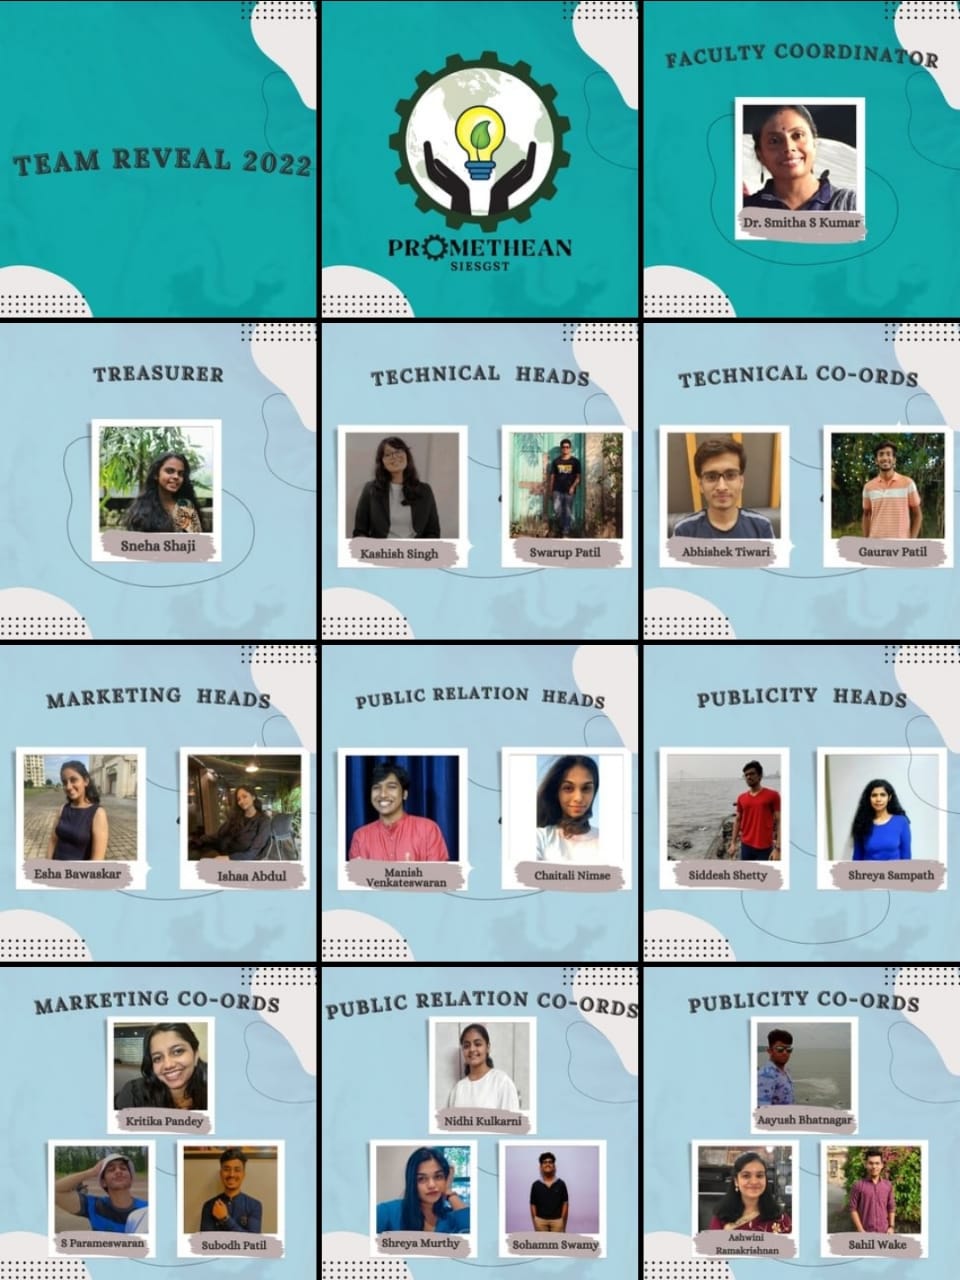 TEAM REVEAL 2022
PROMETHEAN
SIESGST
FACULTY COORDINATOR
Dr. Smitha S Kumar
TREASURER
Sneha Shaji
TECHNICAL HEADS
Kashish Singh
Swarup Patil
TECHNICAL CO-ORDS
Abhishek Tiwari
Gaurav Patil
MARKETING HEADS
Esha Bawaskar
Ishaa Abdul
PUBLIC RELATION HEADS
Manish
Venkateswaran
Chaitali Nimse
PUBLICITY HEADS
Siddesh Shetty
Shreya Sampath
MARKETING CO-ORDS
Kritika Pandey
S Parameswaran
Subodh Patil
PUBLIC RELATION CO-ORDS
Nidhi Kulkarni
Shreya Murthy
Sohamm Swamy
PUBLICITY CO-ORDS
Aayush Bhatnagar
Ashwini
Ramakrishnan
Sahil Wake